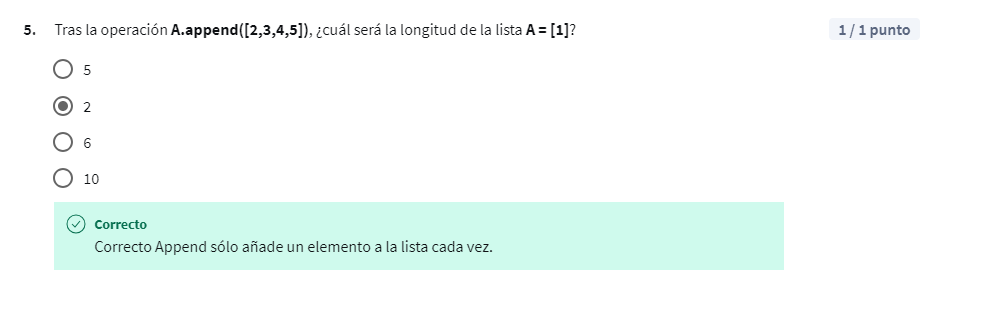 5. Tras la operación A.append([2,3,4,5]), ¿cuál será la longitud de la lista A = [1]? 1 / 1 punto
5
2
6
10
Correcto
Correcto Append sólo añade un elemento a la lista cada vez.